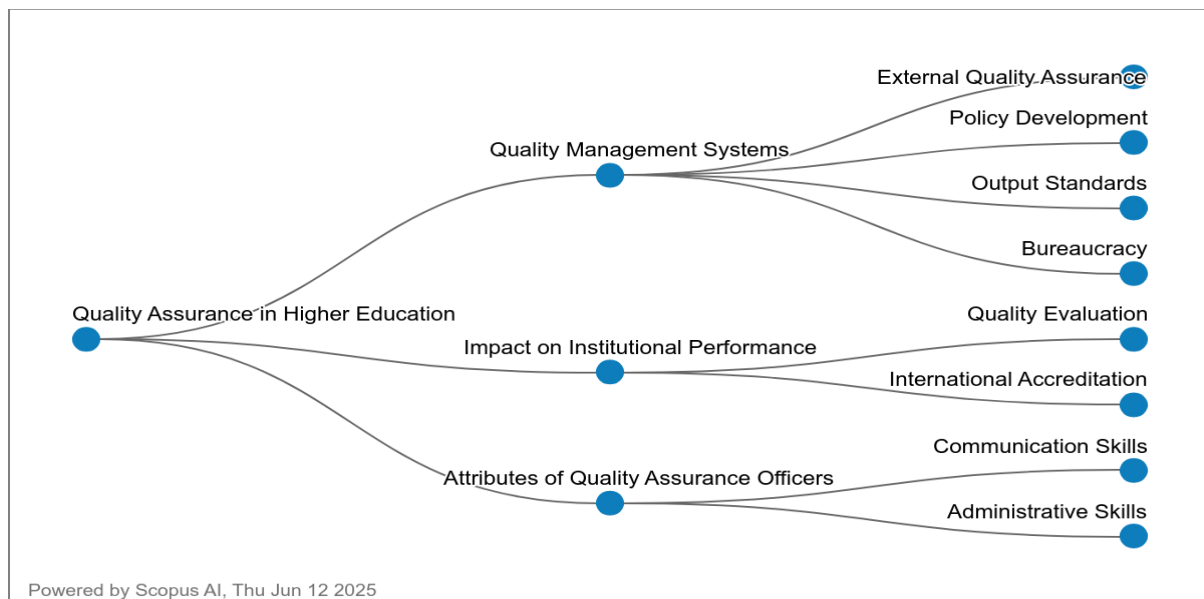 External Quality Assurance
Policy Development
Quality Management Systems
Output Standards
Bureaucracy
Quality Assurance in Higher Education
Quality Evaluation
Impact on Institutional Performance
International Accreditation
Communication Skills
Attributes of Quality Assurance Officers
Administrative Skills
Powered by Scopus AI, Thu Jun 12 2025